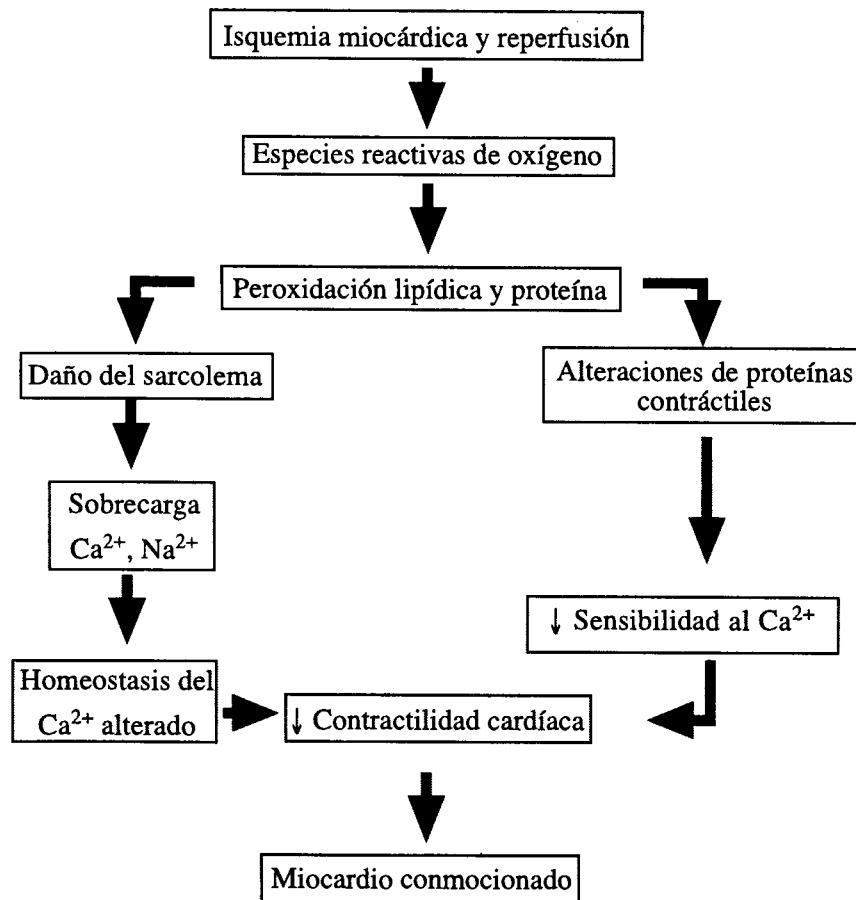 Isquemia miocárdica y reperfusión
Especies reactivas de oxígeno
Peroxidación lipídica y proteína
Daño del sarcolema
Alteraciones de proteínas
contráctiles
Sobrecarga
Ca²⁺, Na²⁺
↓ Sensibilidad al Ca²⁺
Homeostasis del
Ca²⁺ alterado
↓ Contractilidad cardíaca
Miocardio conmocionado